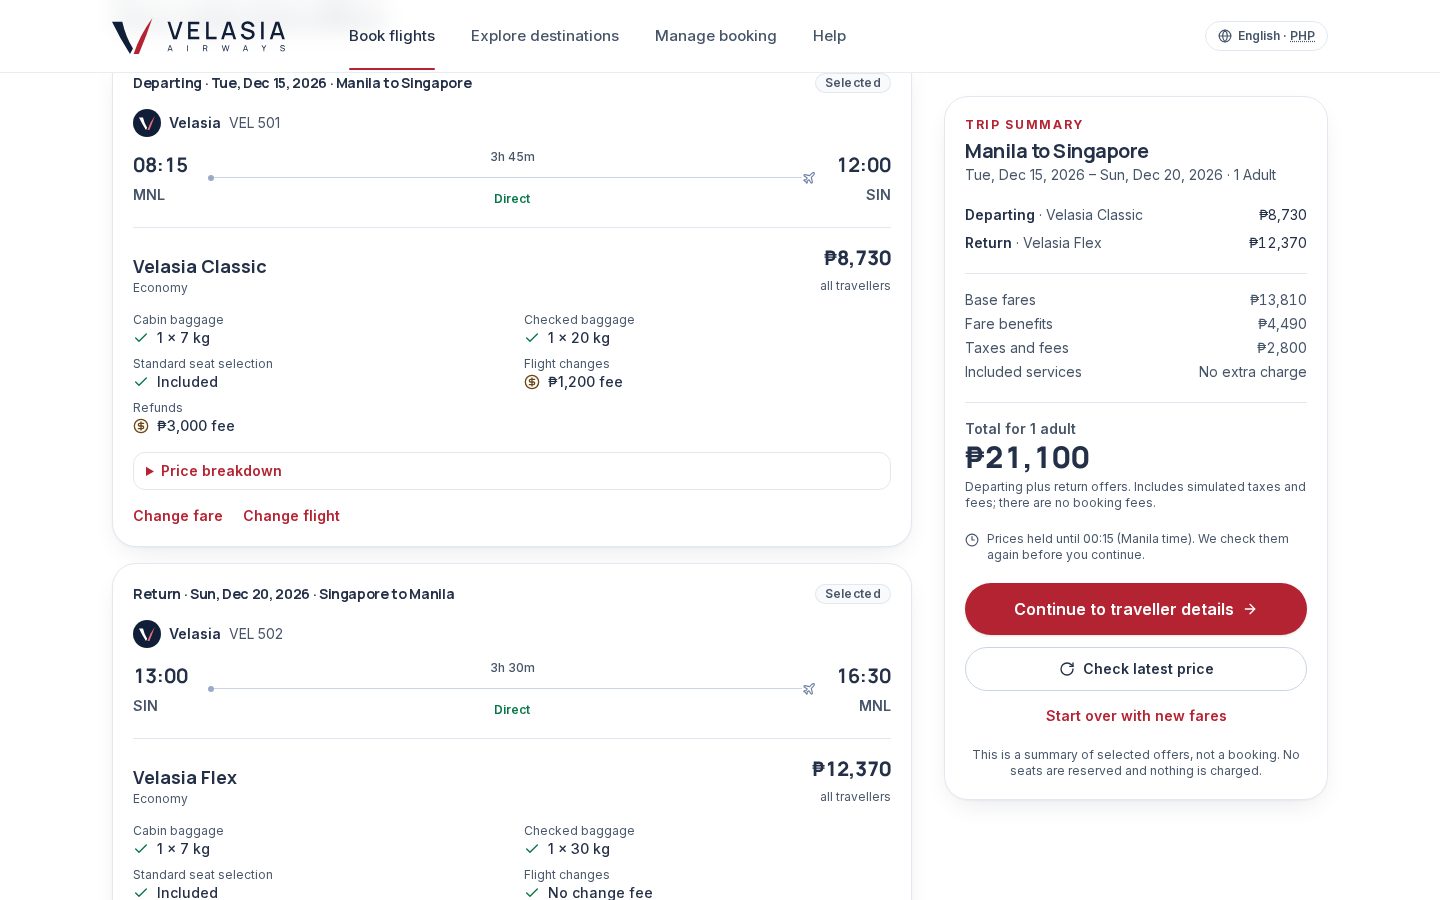 VELASIA
AIRWAYS
Book flights
Explore destinations
Manage booking
Help
English · PHP
Departing · Tue, Dec 15, 2026 · Manila to Singapore
Selected
Velasia VEL 501
08:15
3h 45m
12:00
MNL
Direct
SIN
Velasia Classic
Economy
₱8,730
all travellers
Cabin baggage
1 × 7 kg
Checked baggage
1 × 20 kg
Standard seat selection
Included
Flight changes
₱1,200 fee
Refunds
₱3,000 fee
Price breakdown
Change fare
Change flight
Return · Sun, Dec 20, 2026 · Singapore to Manila
Selected
Velasia VEL 502
13:00
3h 30m
16:30
SIN
Direct
MNL
Velasia Flex
Economy
₱12,370
all travellers
Cabin baggage
1 × 7 kg
Checked baggage
1 × 30 kg
Standard seat selection
Included
Flight changes
No change fee
TRIP SUMMARY
Manila to Singapore
Tue, Dec 15, 2026 – Sun, Dec 20, 2026 · 1 Adult
Departing · Velasia Classic ₱8,730
Return · Velasia Flex ₱12,370
Base fares ₱13,810
Fare benefits ₱4,490
Taxes and fees ₱2,800
Included services No extra charge
Total for 1 adult
₱21,100
Departing plus return offers. Includes simulated taxes and
fees; there are no booking fees.
Prices held until 00:15 (Manila time). We check them
again before you continue.
Continue to traveller details
Check latest price
Start over with new fares
This is a summary of selected offers, not a booking. No
seats are reserved and nothing is charged.